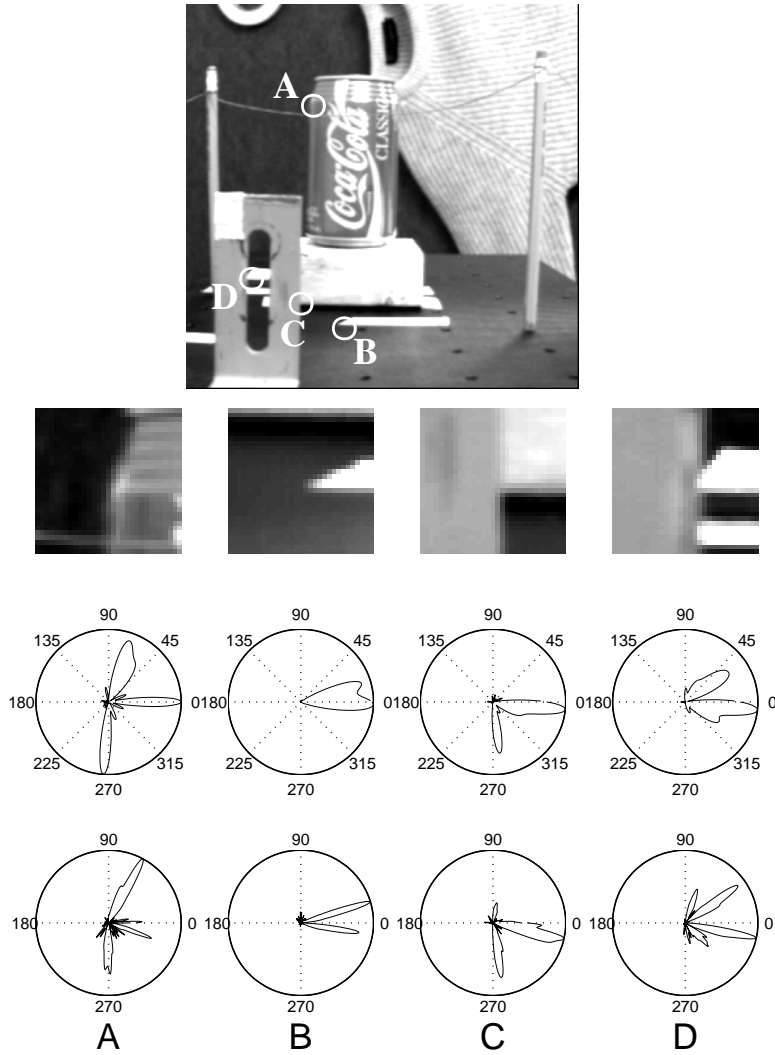 A
Coca-Cola
CLASSIC
D
C
B
90 90 90 90
135 45 135 45 135 45 135 45
180 0 180 0 180 0 180 0
225 315 225 315 225 315 225 315
270 270 270 270
90 90 90 90
180 0 180 0 180 0 180 0
270 270 270 270
A B C D